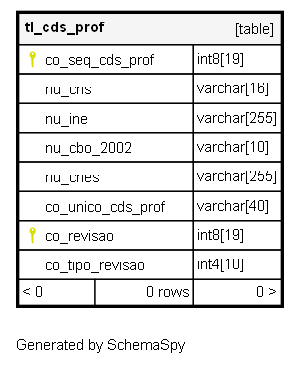 tl_cds_prof [table]
co_seq_cds_prof int8[19]
nu_cns varchar[16]
nu_ine varchar[255]
nu_cbo_2002 varchar[10]
nu_cnes varchar[255]
co_unico_cds_prof varchar[40]
co_revisao int8[19]
co_tipo_revisao int4[10]
< 0 0 rows 0 >
Generated by SchemaSpy